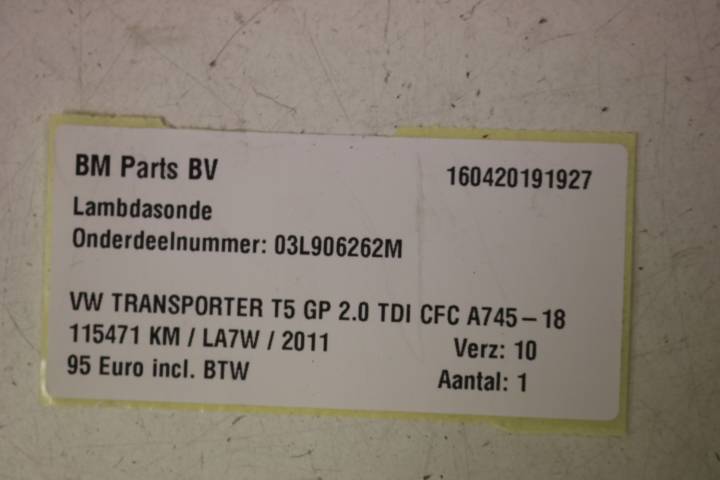 BM Parts BV 160420191927
Lambdasonde
Onderdeelnummer: 03L906262M
VW TRANSPORTER T5 GP 2.0 TDI CFC A745-18
115471 KM / LA7W / 2011 Verz: 10
95 Euro incl. BTW Aantal: 1